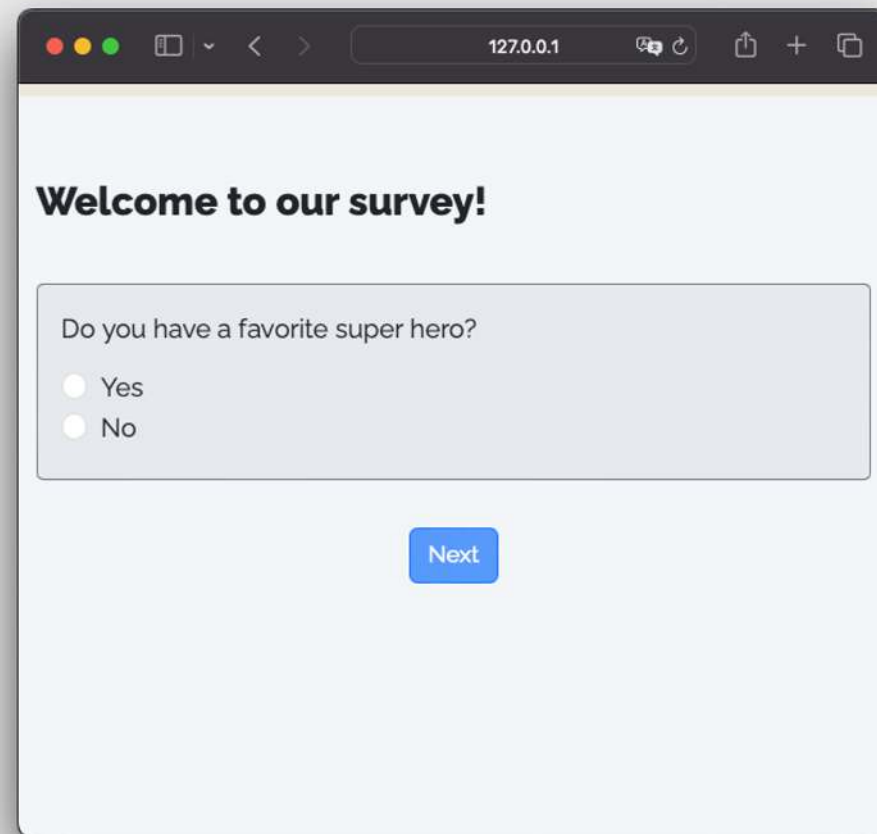 127.0.0.1
Welcome to our survey!
Do you have a favorite super hero?
Yes
No
Next